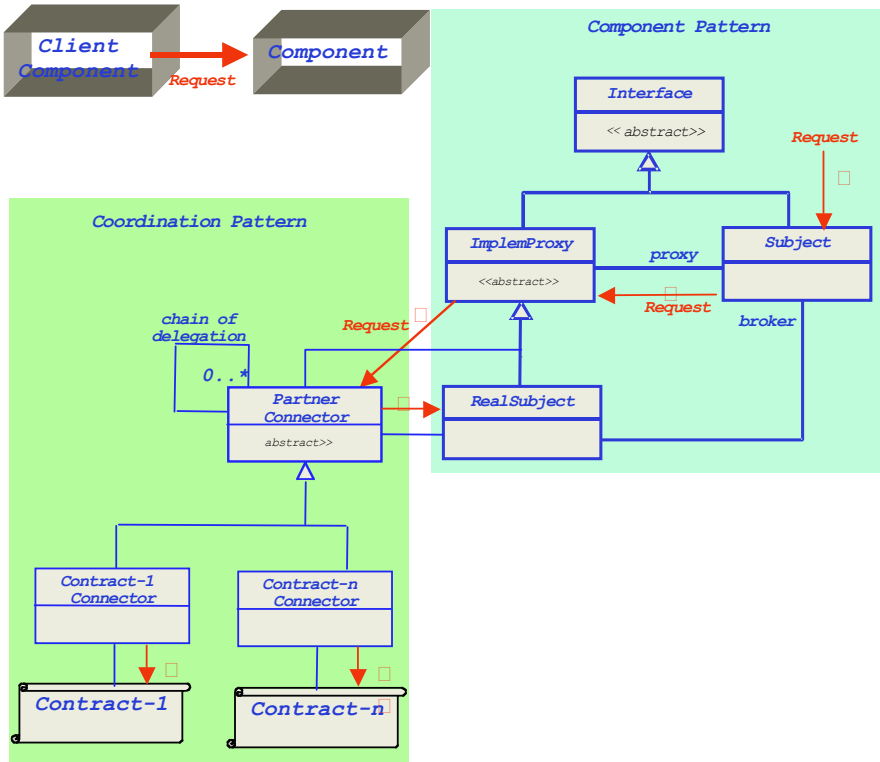 Client
Component
Request
Component
Component Pattern
Interface
<< abstract>>
Request
Coordination Pattern
ImplemProxy
<<abstract>>
proxy
Subject
Request
broker
chain of
delegation
Request
0..*
Partner
Connector
abstract>>
RealSubject
Contract-1
Connector
Contract-n
Connector
Contract-1
Contract-n